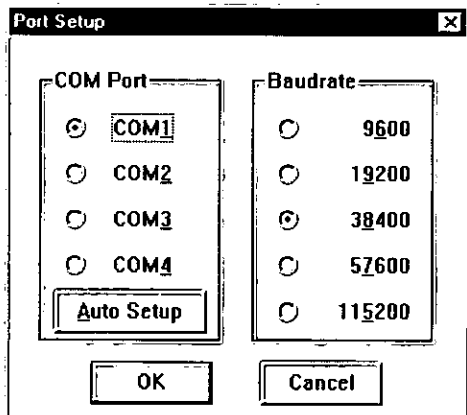 Port Setup
COM Port
COM1
COM2
COM3
COM4
Auto Setup
Baudrate
9600
19200
38400
57600
115200
OK
Cancel